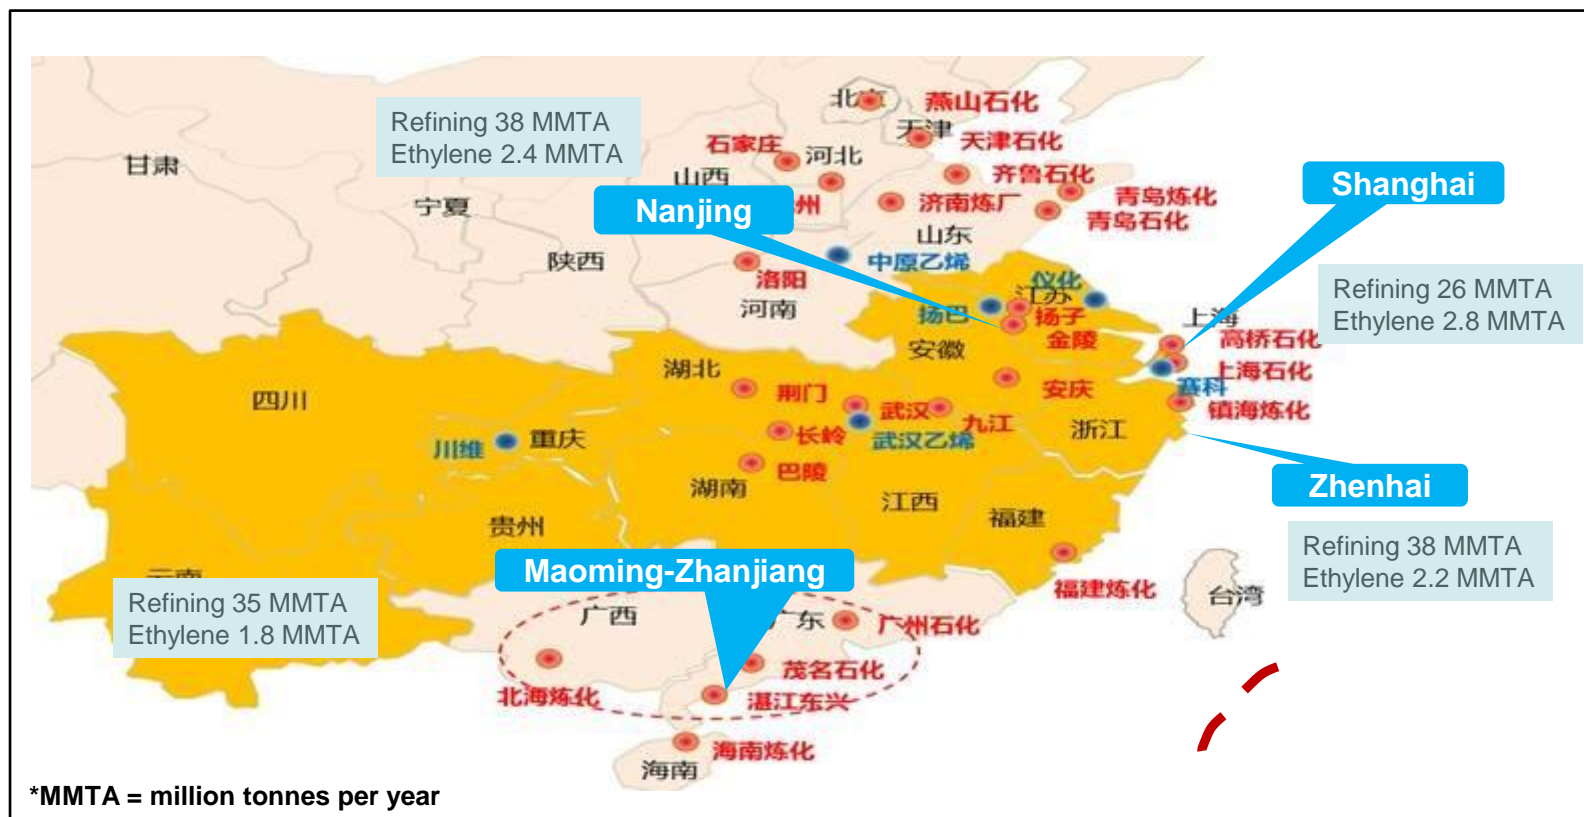 北京
燕山石化
Refining 38 MMTA
Ethylene 2.4 MMTA
天津
天津石化
石家庄
河北
甘肃
山西
齐鲁石化
Shanghai
宁夏
Nanjing
州
济南炼厂
青岛炼化
青岛石化
山东
陕西
中原乙烯
洛阳
仪化
Refining 26 MMTA
Ethylene 2.8 MMTA
河南
江苏
扬巴
扬子
上海
金陵
高桥石化
安徽
湖北
上海石化
赛科
荆门
安庆
四川
武汉
镇海炼化
九江
浙江
长岭
川维
重庆
武汉乙烯
巴陵
湖南
Zhenhai
江西
贵州
福建
Refining 38 MMTA
Ethylene 2.2 MMTA
Maoming-Zhanjiang
福建炼化
云南
台湾
Refining 35 MMTA
Ethylene 1.8 MMTA
广西
广东
广州石化
茂名石化
北海炼化
湛江东兴
海南炼化
海南
*MMTA = million tonnes per year